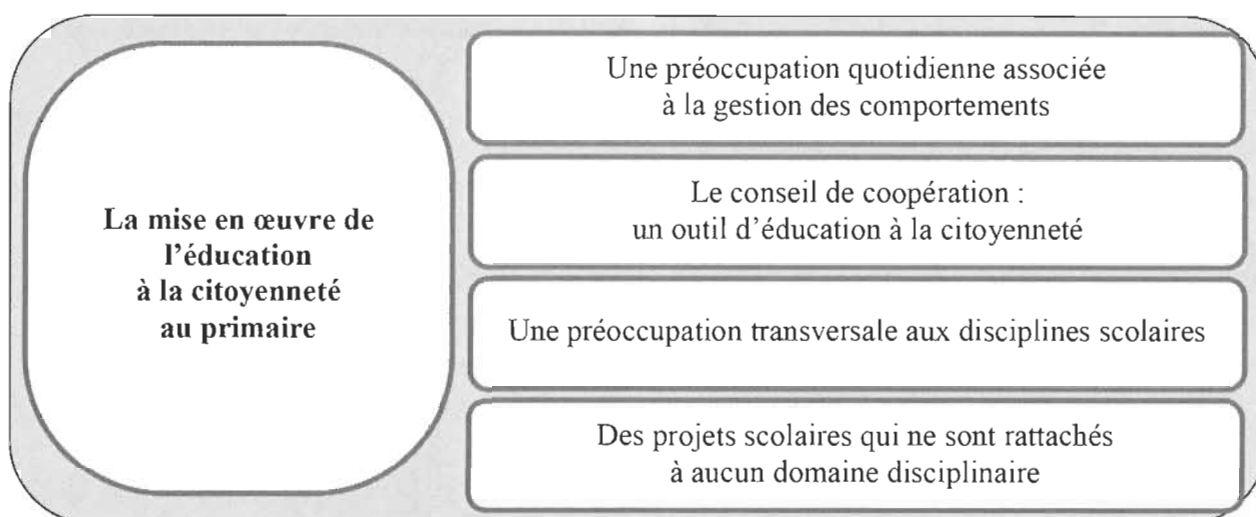 La mise en œuvre de
l'éducation
à la citoyenneté
au primaire
Une préoccupation quotidienne associée
à la gestion des comportements
Le conseil de coopération :
un outil d'éducation à la citoyenneté
Une préoccupation transversale aux disciplines scolaires
Des projets scolaires qui ne sont rattachés
à aucun domaine disciplinaire